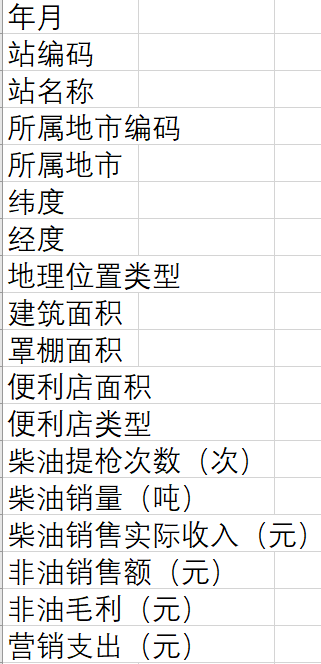 年月
站编码
站名称
所属地市编码
所属地市
纬度
经度
地理位置类型
建筑面积
罩棚面积
便利店面积
便利店类型
柴油提枪次数（次）
柴油销量（吨）
柴油销售实际收入（元）
非油销售额（元）
非油毛利（元）
营销支出（元）